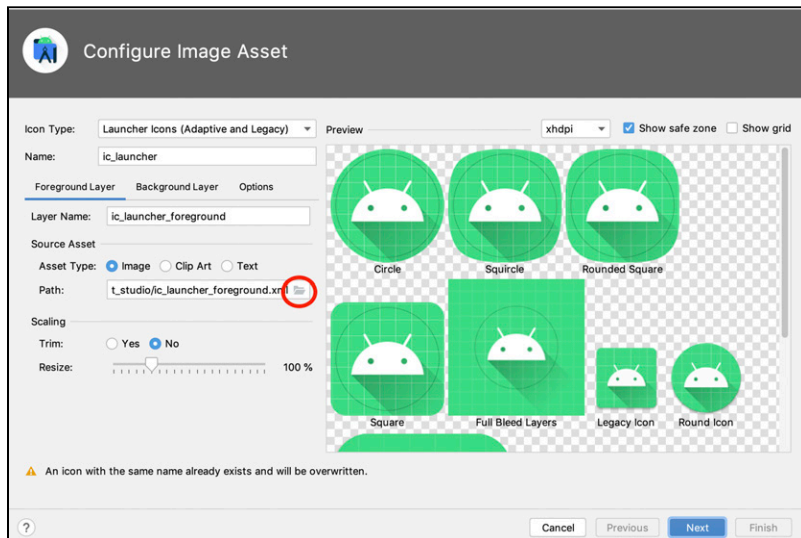 Configure Image Asset
Icon Type: Launcher Icons (Adaptive and Legacy)
Preview xhdpi Show safe zone Show grid
Name: ic_launcher
Foreground Layer Background Layer Options
Layer Name: ic_launcher_foreground
Source Asset
Asset Type: Image Clip Art Text
Path: t_studio/ic_launcher_foreground.xml
Scaling
Trim: Yes No
Resize: 100 %
Circle Squircle Rounded Square
Square Full Bleed Layers Legacy Icon Round Icon
An icon with the same name already exists and will be overwritten.
? Cancel Previous Next Finish